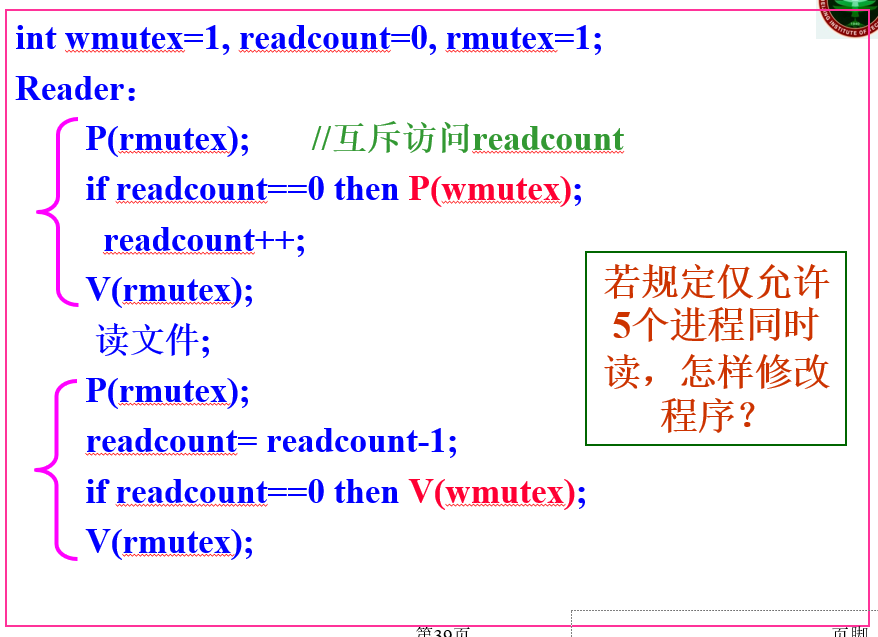 int wmutex=1, readcount=0, rmutex=1;
Reader：
P(rmutex); //互斥访问readcount
if readcount==0 then P(wmutex);
readcount++;
V(rmutex);
读文件;
P(rmutex);
readcount= readcount-1;
if readcount==0 then V(wmutex);
V(rmutex);
若规定仅允许
5个进程同时
读，怎样修改
程序？
第39页
页脚